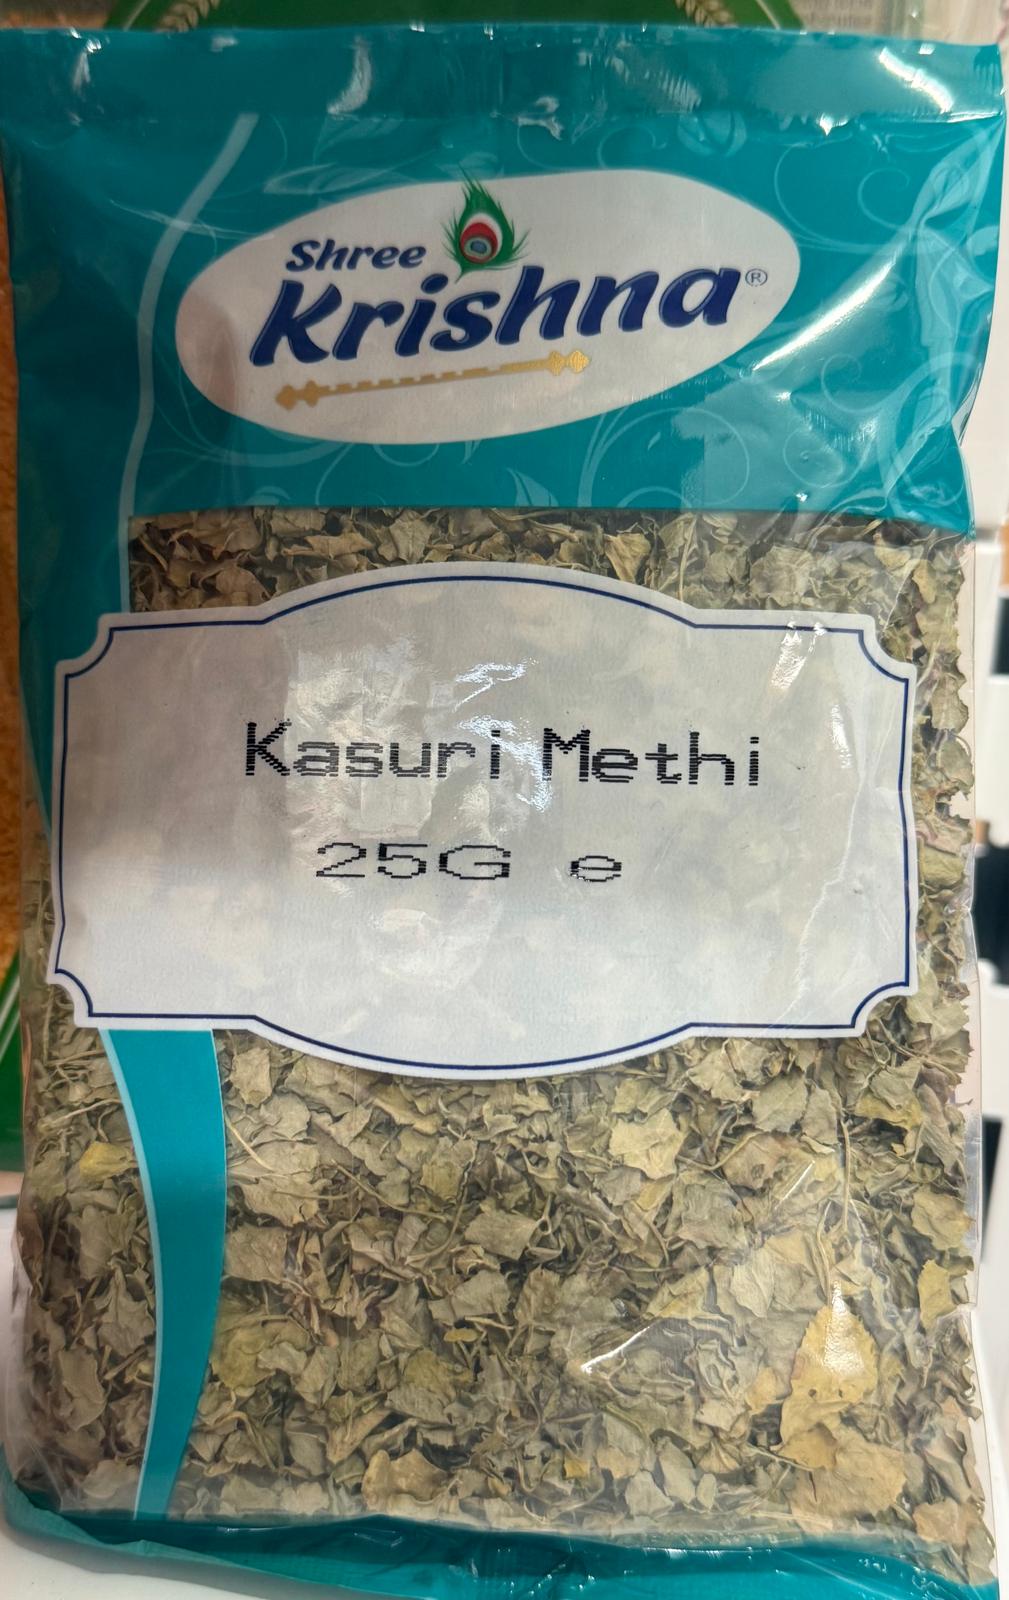 Shree
Krishna®
Kasuri Methi
25G e